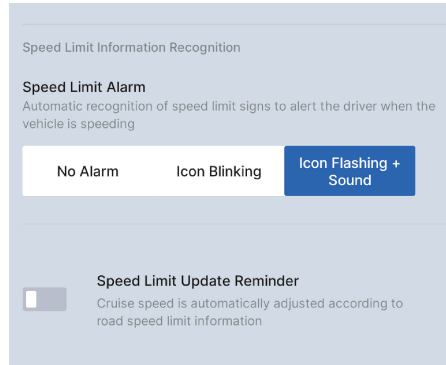 Speed Limit Information Recognition
Speed Limit Alarm
Automatic recognition of speed limit signs to alert the driver when the
vehicle is speeding
No Alarm
Icon Blinking
Icon Flashing +
Sound
Speed Limit Update Reminder
Cruise speed is automatically adjusted according to
road speed limit information